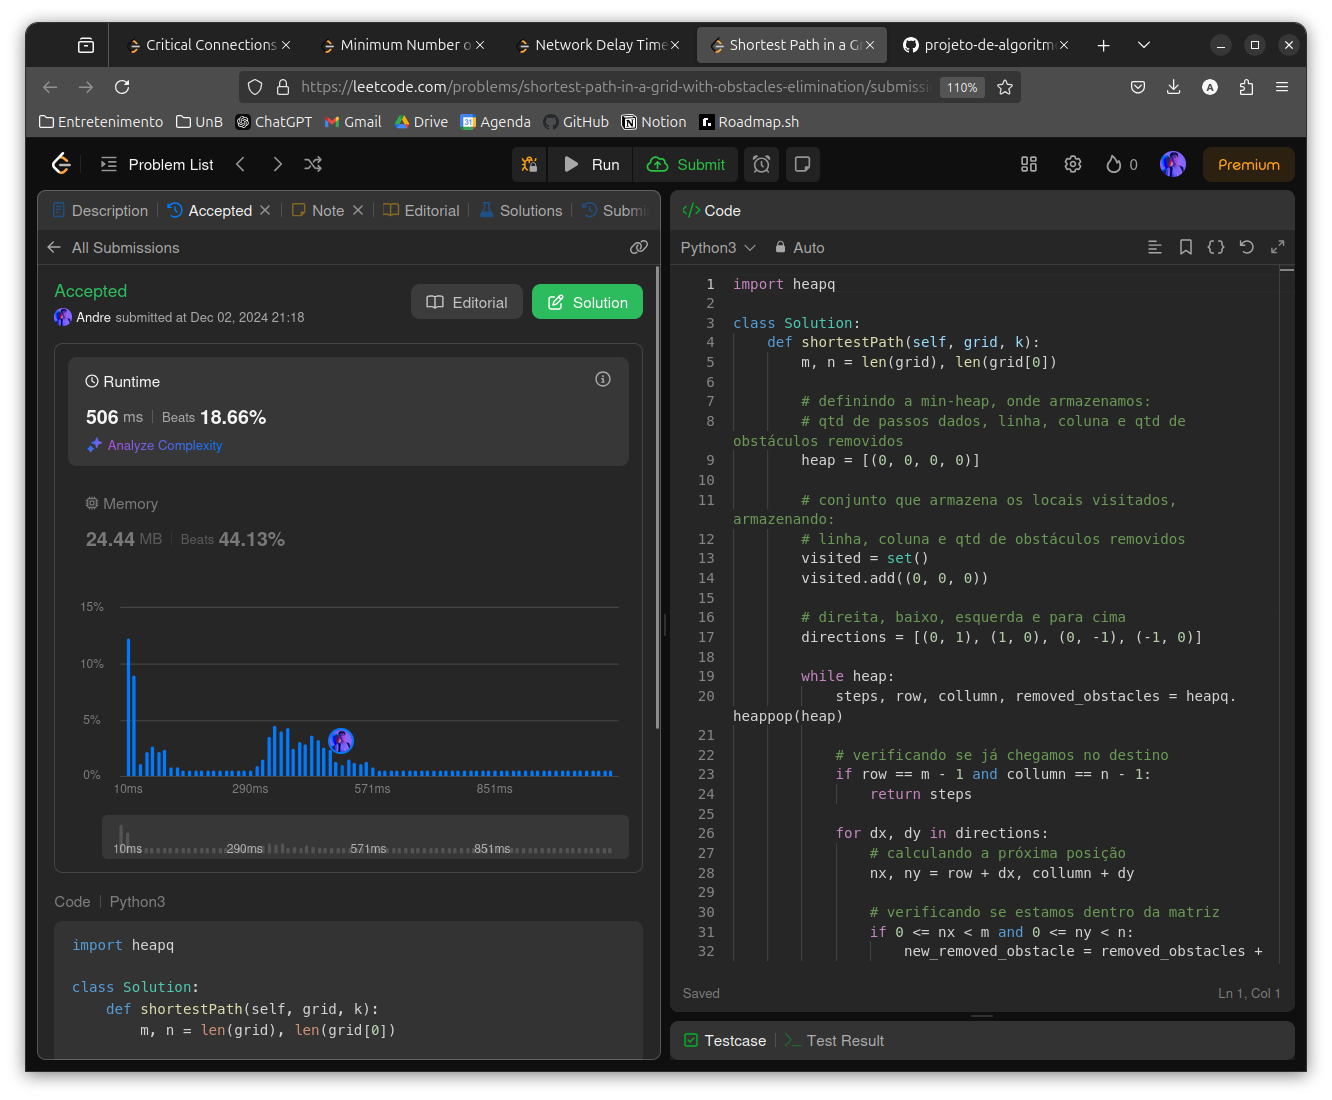 Critical Connections
Minimum Number o
Network Delay Time
Shortest Path in a G
projeto-de-algoritm
https://leetcode.com/problems/shortest-path-in-a-grid-with-obstacles-elimination/submissi
110%
A
Entretenimento
UnB
ChatGPT
Gmail
Drive
31
Agenda
GitHub
Notion
Roadmap.sh
Problem List
Run
Submit
0
Premium
Description
Accepted
Note
Editorial
Solutions
Submi
All Submissions
Accepted
Andre submitted at Dec 02, 2024 21:18
Editorial
Solution
Runtime
506 ms | Beats 18.66%
Analyze Complexity
Memory
24.44 MB | Beats 44.13%
15%
10%
5%
0%
10ms 290ms 571ms 851ms
10ms 290ms 571ms 851ms
Code | Python3
import heapq
class Solution:
def shortestPath(self, grid, k):
m, n = len(grid), len(grid[0])
</> Code
Python3
Auto
1 import heapq
2
3 class Solution:
4 def shortestPath(self, grid, k):
5 m, n = len(grid), len(grid[0])
6
7 # definindo a min-heap, onde armazenamos:
8 # qtd de passos dados, linha, coluna e qtd de
obstáculos removidos
9 heap = [(0, 0, 0, 0)]
10
11 # conjunto que armazena os locais visitados,
armazenando:
12 # linha, coluna e qtd de obstáculos removidos
13 visited = set()
14 visited.add((0, 0, 0))
15
16 # direita, baixo, esquerda e para cima
17 directions = [(0, 1), (1, 0), (0, -1), (-1, 0)]
18
19 while heap:
20 steps, row, collumn, removed_obstacles = heapq.
heappop(heap)
21
22 # verificando se já chegamos no destino
23 if row == m - 1 and collumn == n - 1:
24 return steps
25
26 for dx, dy in directions:
27 # calculando a próxima posição
28 nx, ny = row + dx, collumn + dy
29
30 # verificando se estamos dentro da matriz
31 if 0 <= nx < m and 0 <= ny < n:
32 new_removed_obstacle = removed_obstacles +
Saved
Ln 1, Col 1
Testcase
Test Result